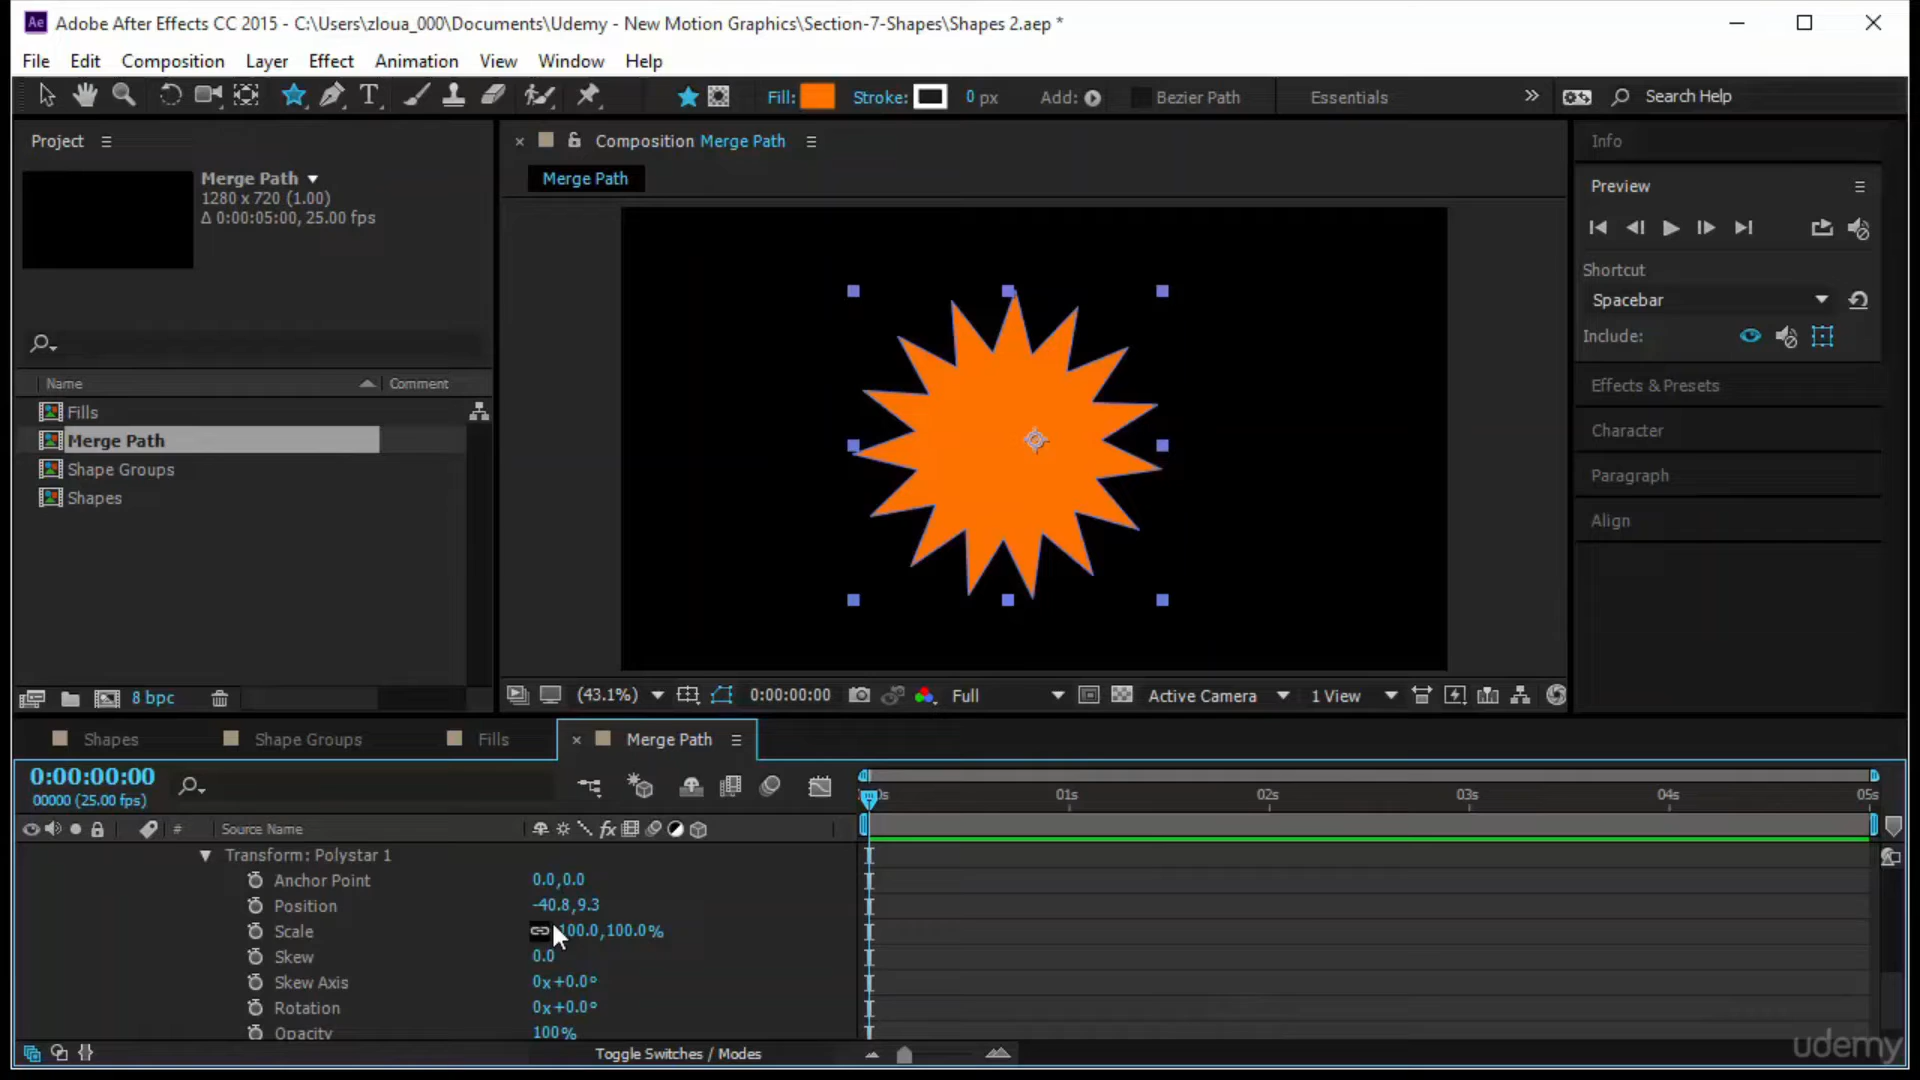 Ae Adobe After Effects CC 2015 - C:\Users\zloua_000\Documents\Udemy - New Motion Graphics\Section-7-Shapes\Shapes 2.aep *
File Edit Composition Layer Effect Animation View Window Help
T Fill: Stroke: 0 px Add: Bezier Path Essentials Search Help
Project
Merge Path
1280 x 720 (1.00)
Δ 0:00:05:00, 25.00 fps
Name Comment
Fills
Merge Path
Shape Groups
Shapes
8 bpc
Composition Merge Path
Merge Path
(43.1%) 0:00:00:00 Full Active Camera 1 View
Info
Preview
Shortcut
Spacebar
Include:
Effects & Presets
Character
Paragraph
Align
Shapes Shape Groups Fills Merge Path
0:00:00:00
00000 (25.00 fps)
01s 02s 03s 04s 05s
# Source Name fx
Transform: Polystar 1
Anchor Point 0.0,0.0
Position -40.8,9.3
Scale 100.0,100.0%
Skew 0.0
Skew Axis 0x+0.0°
Rotation 0x+0.0°
Opacity 100%
Toggle Switches / Modes
udemy